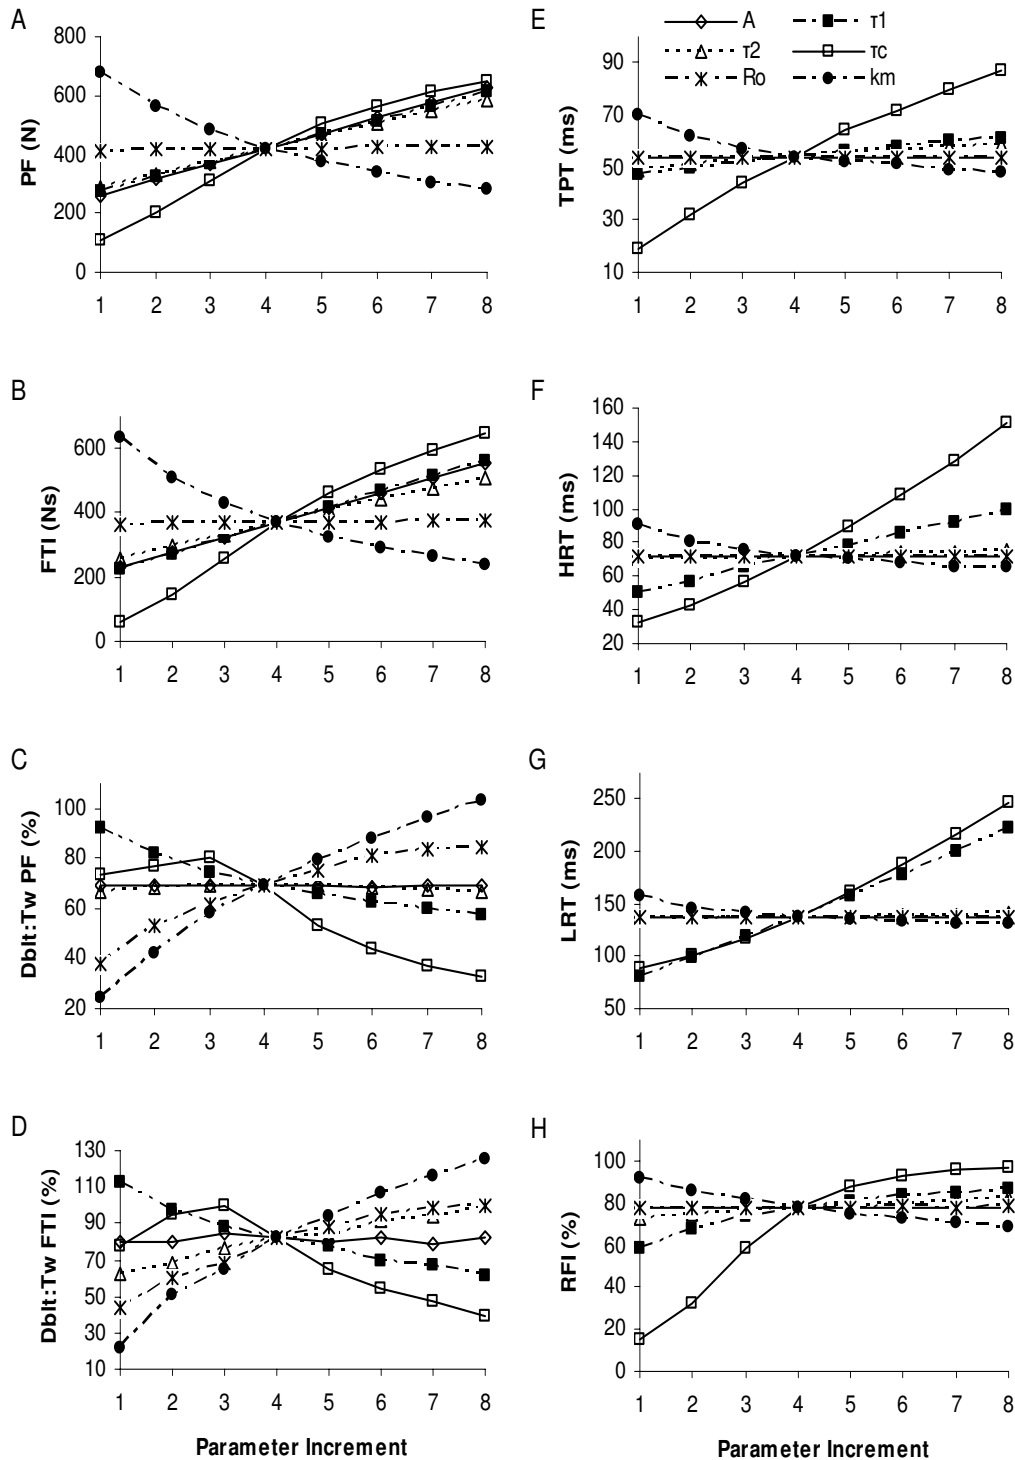 A
PF (N)
800
600
400
200
0
1 2 3 4 5 6 7 8
B
FTI (Ns)
600
400
200
0
1 2 3 4 5 6 7 8
C
Dblt:Tw PF (%)
100
80
60
40
20
1 2 3 4 5 6 7 8
D
Dblt:Tw FTI (%)
130
110
90
70
50
30
10
1 2 3 4 5 6 7 8
Parameter Increment
E
A τ1
τ2 τc
Ro km
TPT (ms)
90
70
50
30
10
1 2 3 4 5 6 7 8
F
HRT (ms)
160
140
120
100
80
60
40
20
1 2 3 4 5 6 7 8
G
LRT (ms)
250
200
150
100
50
1 2 3 4 5 6 7 8
H
RFI (%)
100
80
60
40
20
0
1 2 3 4 5 6 7 8
Parameter Increment